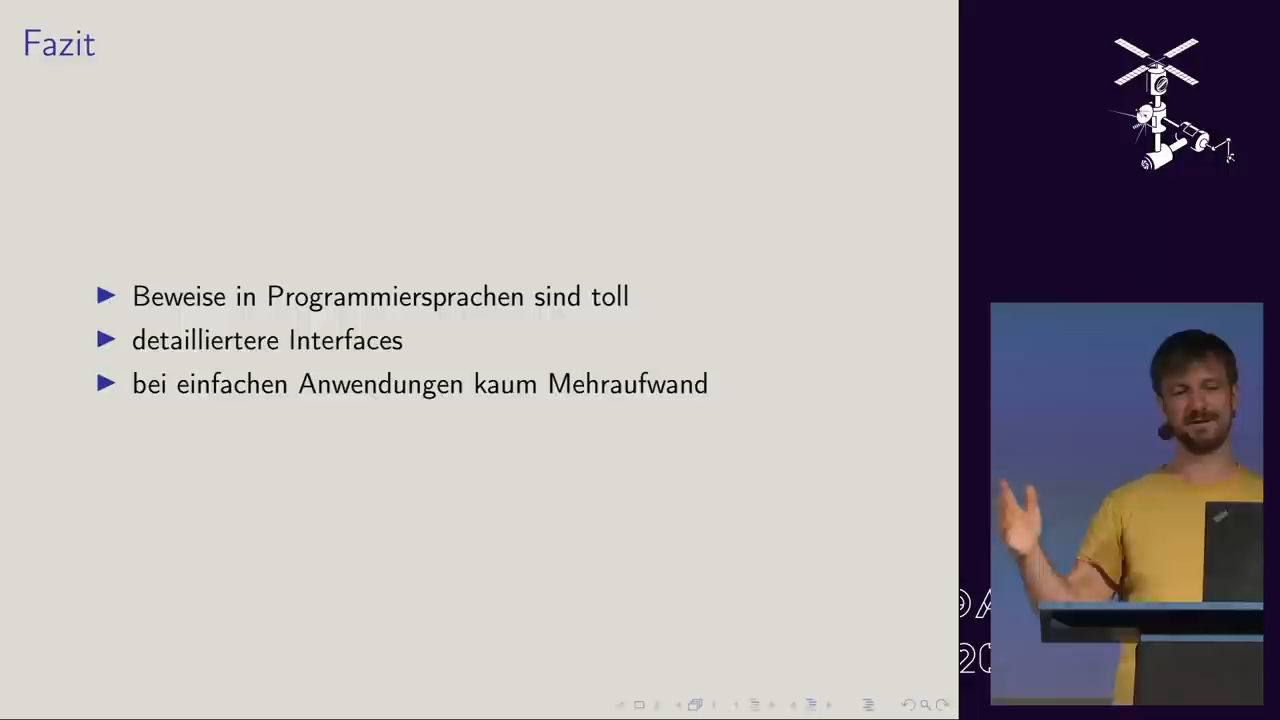 Fazit
Beweise in Programmiersprachen sind toll
detailliertere Interfaces
bei einfachen Anwendungen kaum Mehraufwand